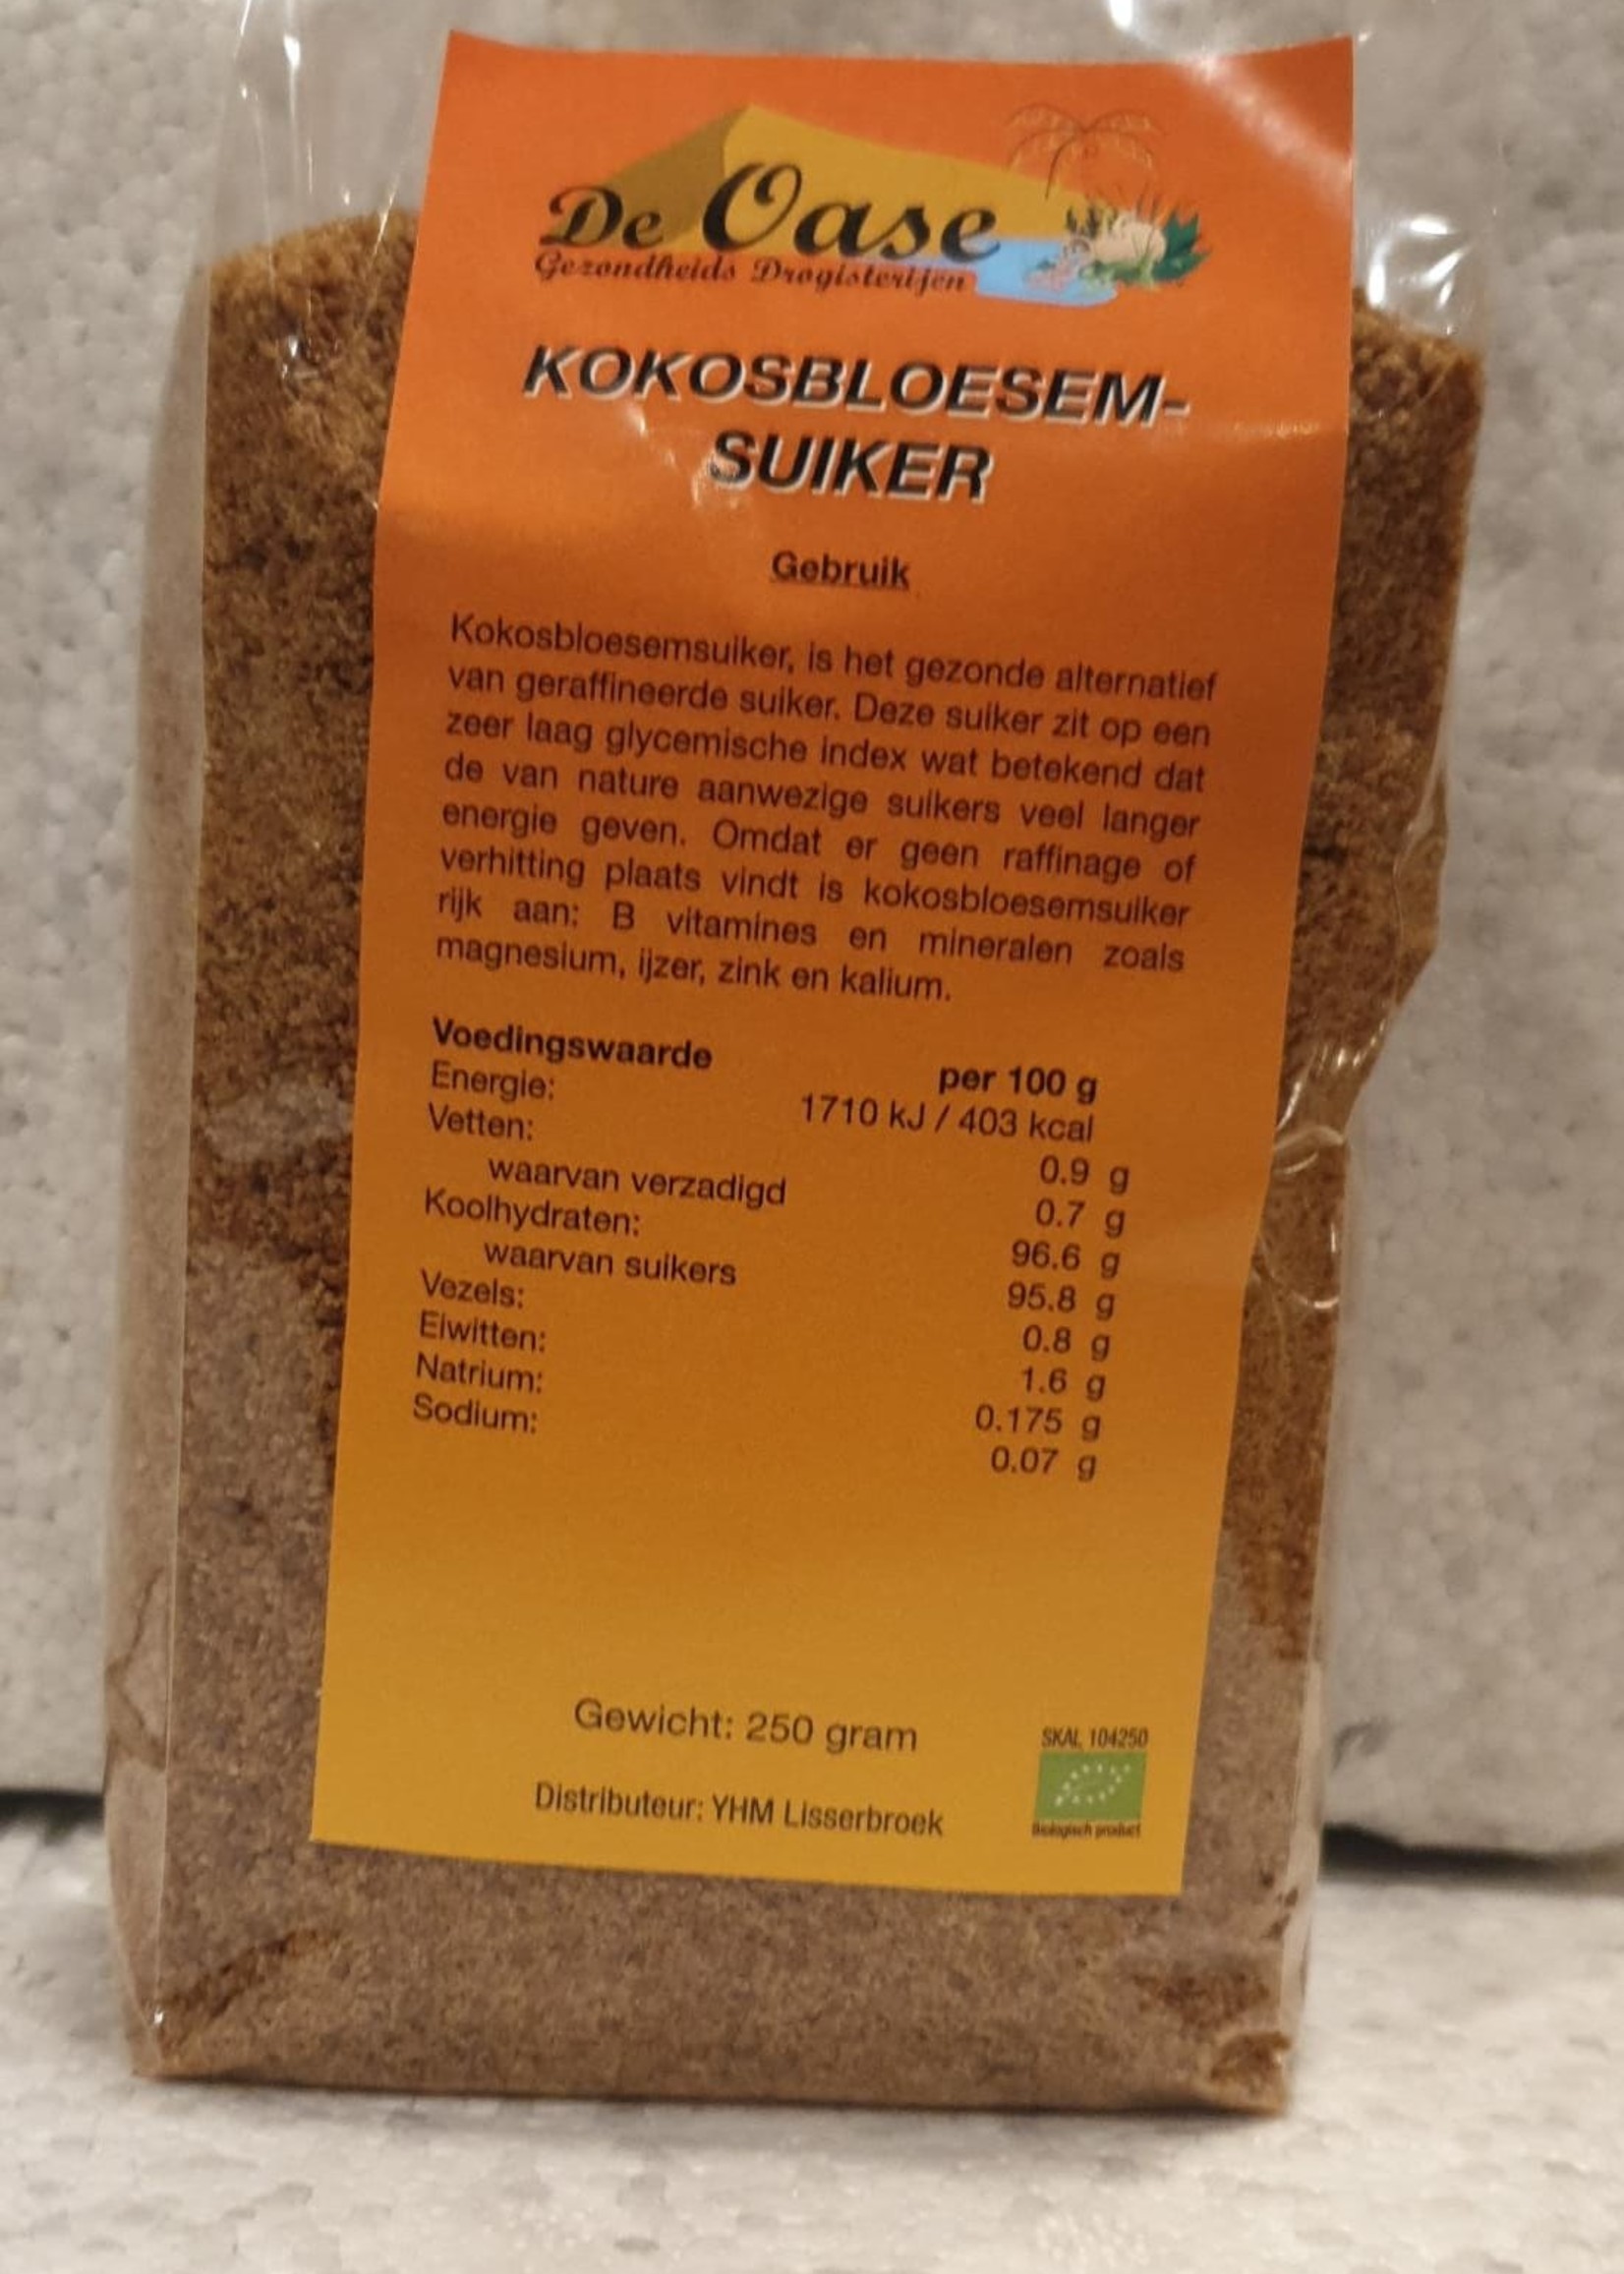 De Oase
Gezondheids Drogisterijen
KOKOSBLOESEM-
SUIKER
Gebruik
Kokosbloesemsuiker, is het gezonde alternatief
van geraffineerde suiker. Deze suiker zit op een
zeer laag glycemische index wat betekend dat
de van nature aanwezige suikers veel langer
energie geven. Omdat er geen raffinage of
verhitting plaats vindt is kokosbloesemsuiker
rijk aan: B vitamines en mineralen zoals
magnesium, ijzer, zink en kalium.
Voedingswaarde per 100 g
Energie: 1710 kJ / 403 kcal
Vetten: 0.9 g
waarvan verzadigd 0.7 g
Koolhydraten: 96.6 g
waarvan suikers 95.8 g
Vezels: 0.8 g
Eiwitten: 1.6 g
Natrium: 0.175 g
Sodium: 0.07 g
Gewicht: 250 gram
SKAL 104250
Distributeur: YHM Lisserbroek
Biologisch product